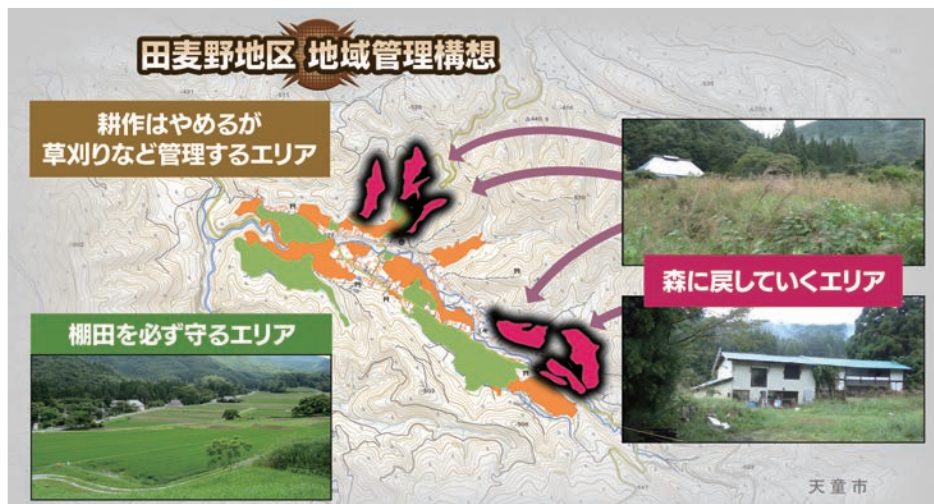 田麦野地区 地域管理構想
耕作はやめるが
草刈りなど管理するエリア
森に戻していくエリア
棚田を必ず守るエリア
天童市